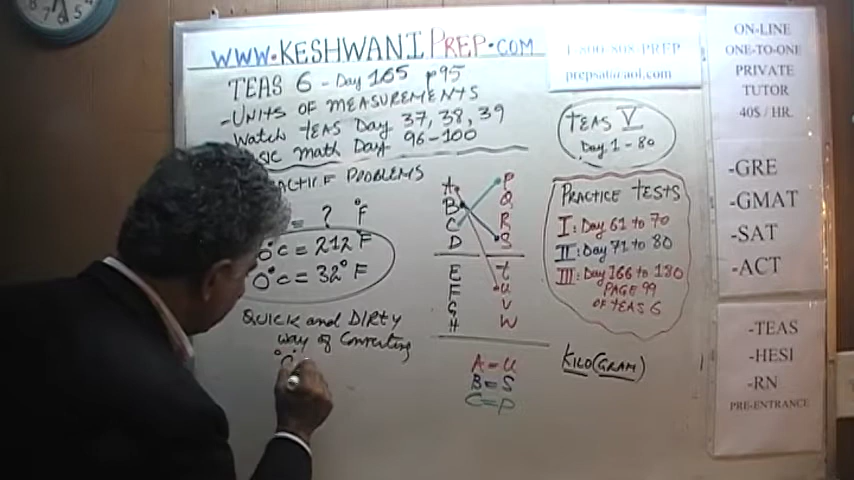 WWW.KESHWANIPREP.COM
TEAS 6 - Day 165 p95
-UNITS OF MEASUREMENTS
Watch TEAS Day 37, 38, 39
Math Day 96-100
PROBLEMS
= ? °F
°C = 212°F
0°C = 32°F
QUICK and DIRTY
way of Converting
°C
A P
B Q
C R
D S
E t
F U
G V
H W
A=U
B=S
C=P
prepsat@aol.com
TEAS V
Day 1-80
PRACTICE TESTS
I: Day 61 to 70
II: Day 71 to 80
III: Day 166 to 180
PAGE 99
OF TEAS 6
KILO(GRAM)
ON-LINE
ONE-TO-ONE
PRIVATE
TUTOR
40$ / HR.
-GRE
-GMAT
-SAT
-ACT
-TEAS
-HESI
-RN
PRE-ENTRANCE
8 7 6 5